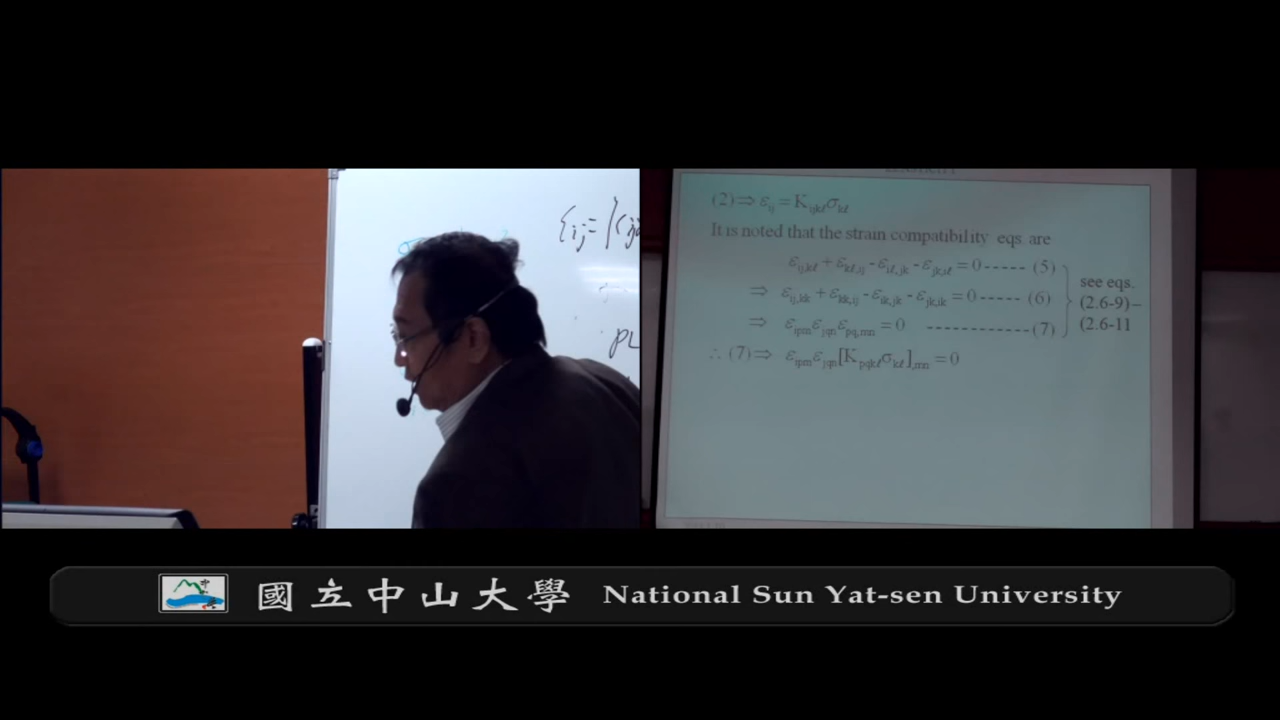 ELASTICITY
(2)⇒ ε_ij = K_ijkℓ σ_kℓ
It is noted that the strain compatibility eqs. are
ε_ij,kℓ + ε_kℓ,ij - ε_iℓ,jk - ε_jk,iℓ = 0 ----- (5)
⇒ ε_ij,kk + ε_kk,ij - ε_ik,jk - ε_jk,ik = 0 ----- (6)
⇒ ε_ipm ε_jqn ε_pq,mn = 0 ------------ (7)
see eqs.
(2.6-9)–
(2.6-11
∴ (7)⇒ ε_ipm ε_jqn [K_pqkℓ σ_kℓ],mn = 0
國立中山大學 National Sun Yat-sen University